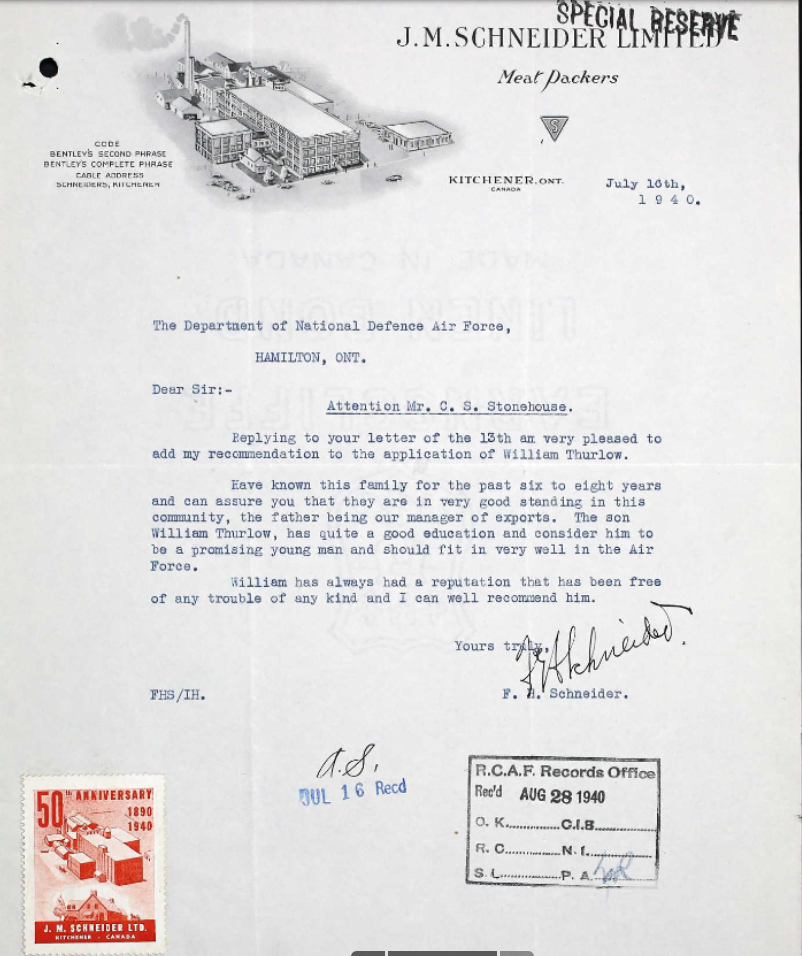 SPECIAL RESERVE
J.M. SCHNEIDER LIMITED
Meat Packers
S
CODE
BENTLEY'S SECOND PHRASE
BENTLEY'S COMPLETE PHRASE
CABLE ADDRESS
SCHNEIDERS, KITCHENER
KITCHENER, ONT.
CANADA
July 16th,
1940.
MADE IN CANADA
LINEN BOND
The Department of National Defence Air Force,
HAMILTON, ONT.
Dear Sir:-
Attention Mr. C. S. Stonehouse.
Replying to your letter of the 13th am very pleased to
add my recommendation to the application of William Thurlow.
Have known this family for the past six to eight years
and can assure you that they are in very good standing in this
community, the father being our manager of exports. The son
William Thurlow, has quite a good education and consider him to
be a promising young man and should fit in very well in the Air
Force.
William has always had a reputation that has been free
of any trouble of any kind and I can well recommend him.
Yours truly,
F H Schneider.
FHS/IH.
F. H. Schneider.
a.S.
JUL 16 Recd
R.C.A.F. Records Office
Rec'd AUG 28 1940
O. K. C.I.B.
R. C. N. I.
S. L. P. A.
50th ANNIVERSARY
1890
1940
J. M. SCHNEIDER LTD.
KITCHENER - CANADA